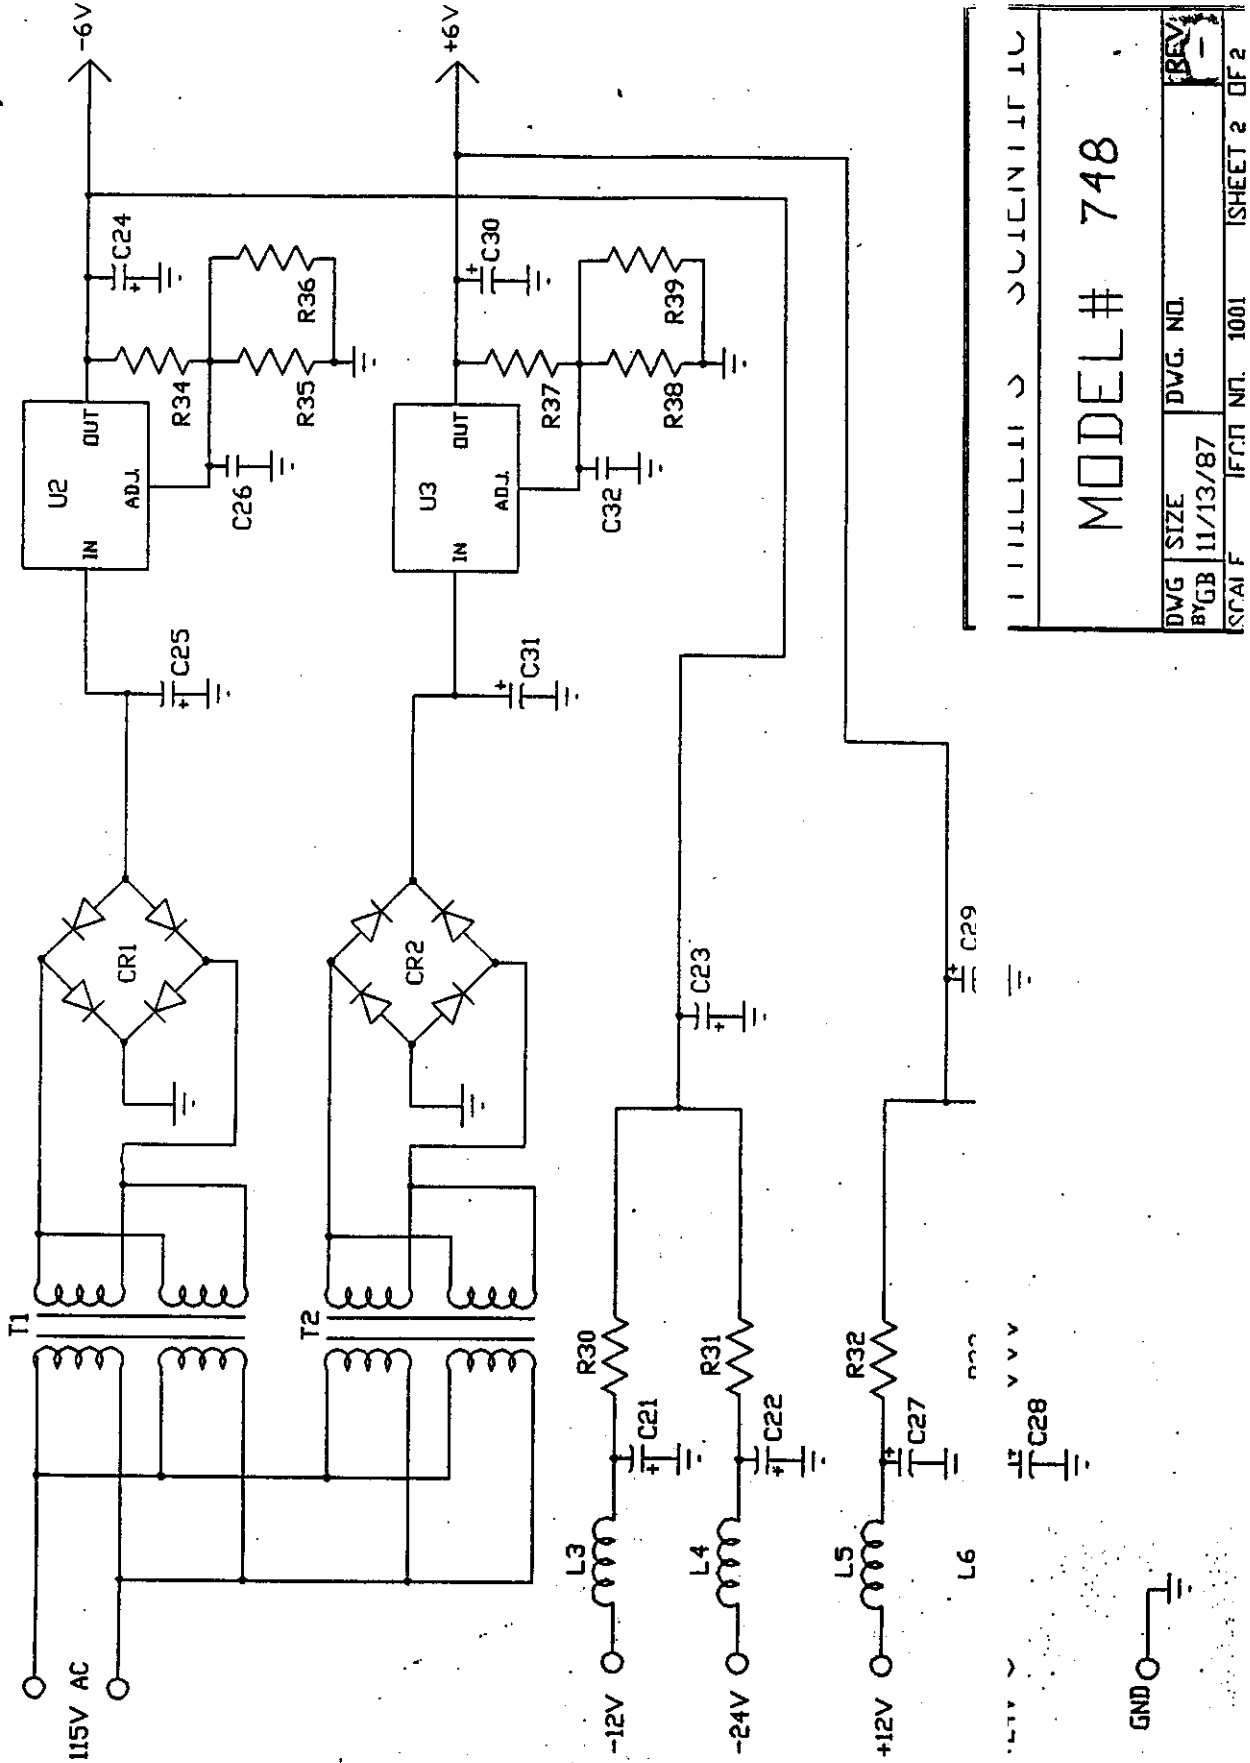 115V AC
T1
CR1
C25
U2
IN
OUT
ADJ.
C26
R34
R35
R36
C24
-6V
T2
CR2
C31
U3
IN
OUT
ADJ.
C32
R37
R38
R39
C30
+6V
-12V
L3
C21
R30
-24V
L4
C22
R31
C23
+12V
L5
C27
R32
C29
L6
C28
GND
MODEL# 748
DWG BY GB
SIZE
11/13/87
DWG. NO.
REV.
-
SCALE
NO. 1001
SHEET 2 OF 2